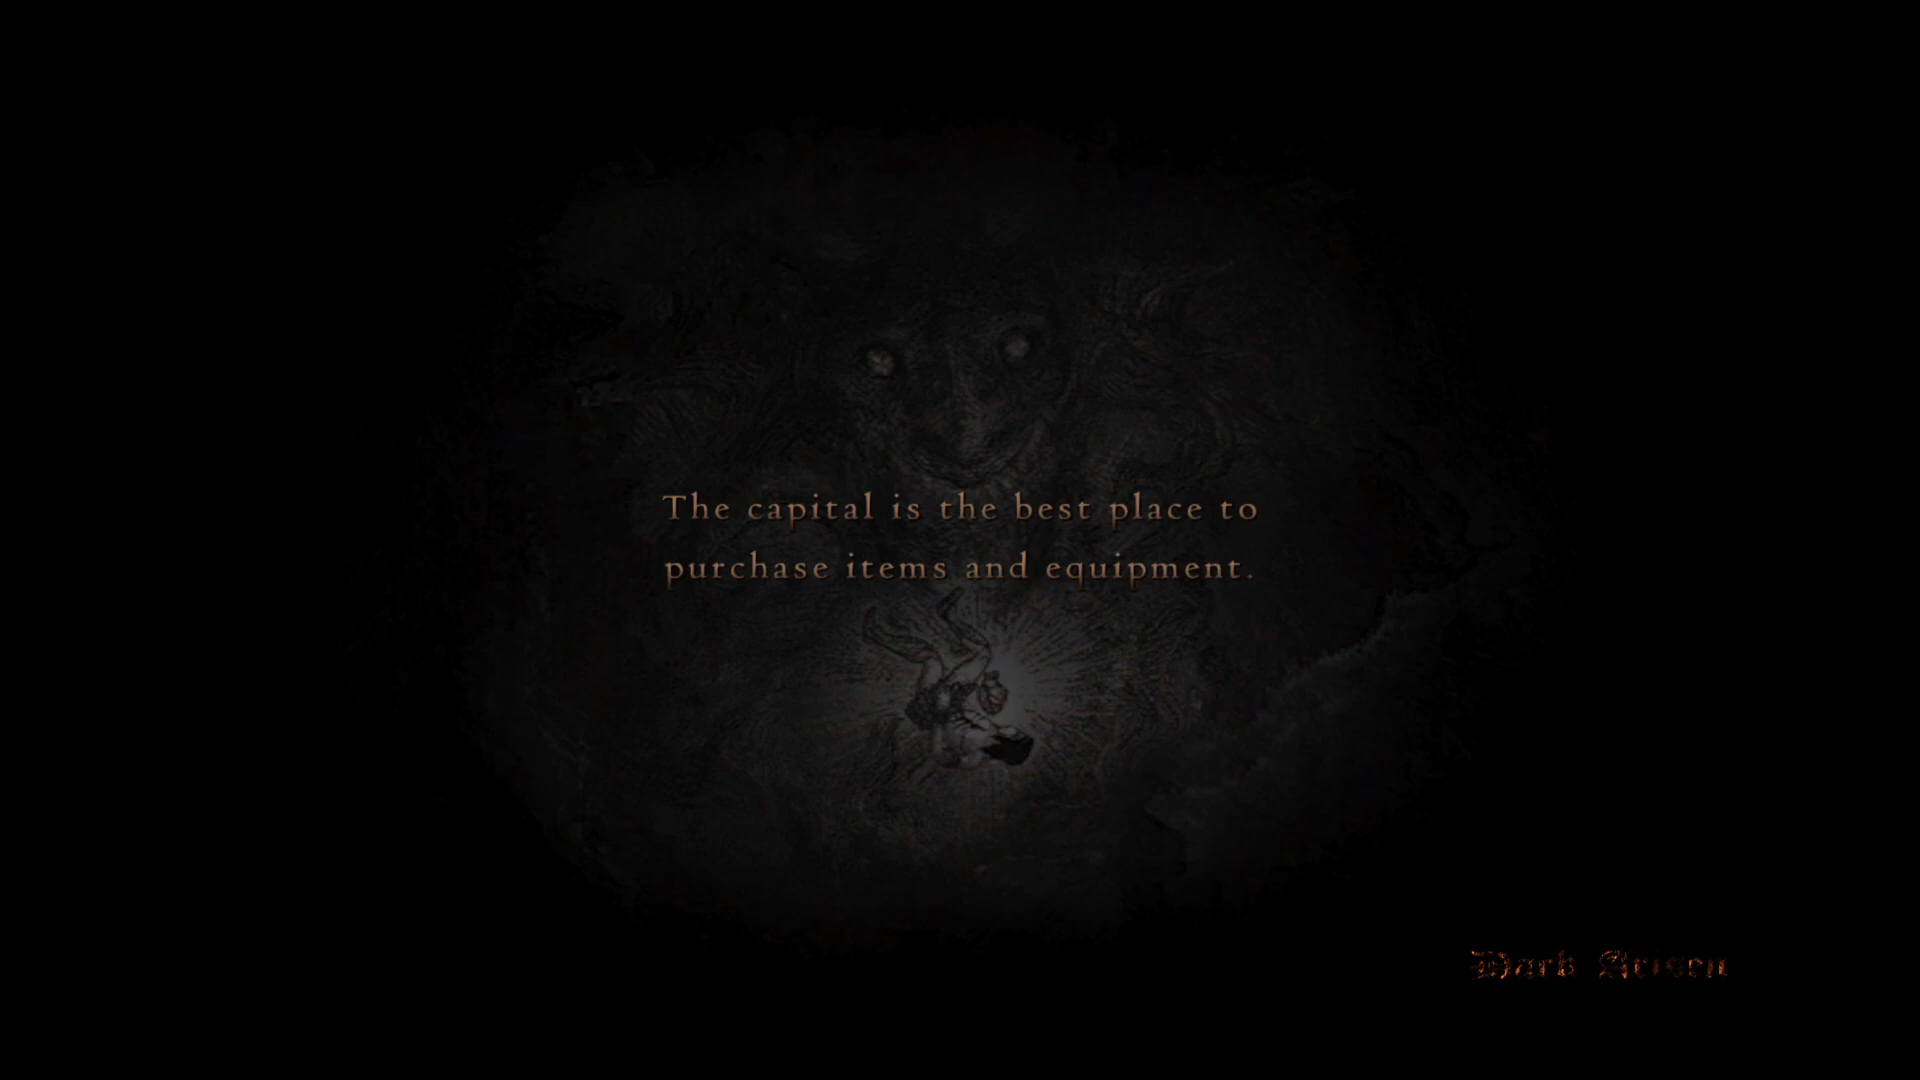 The capital is the best place to
purchase items and equipment.
Dark Arisen